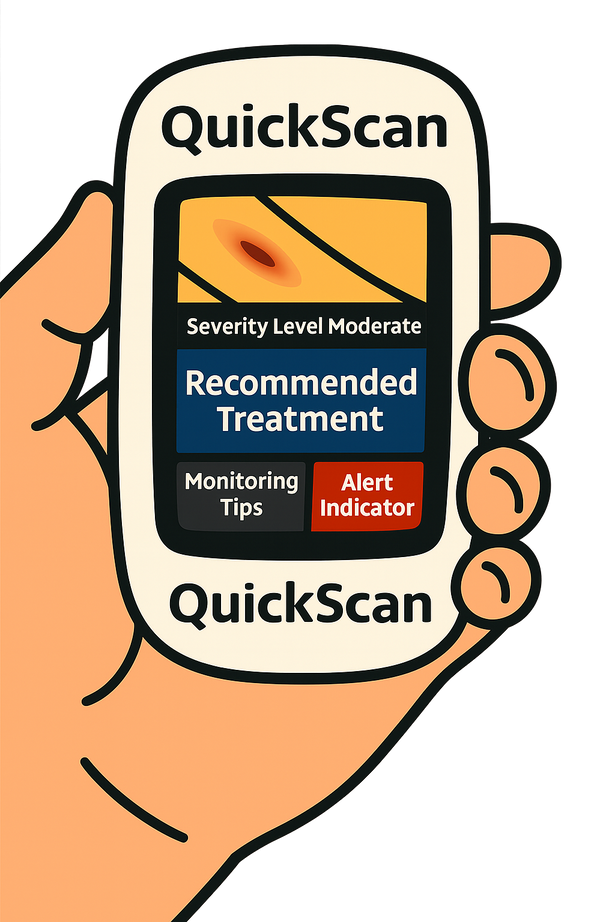 QuickScan
Severity Level Moderate
Recommended
Treatment
Monitoring
Tips
Alert
Indicator
QuickScan